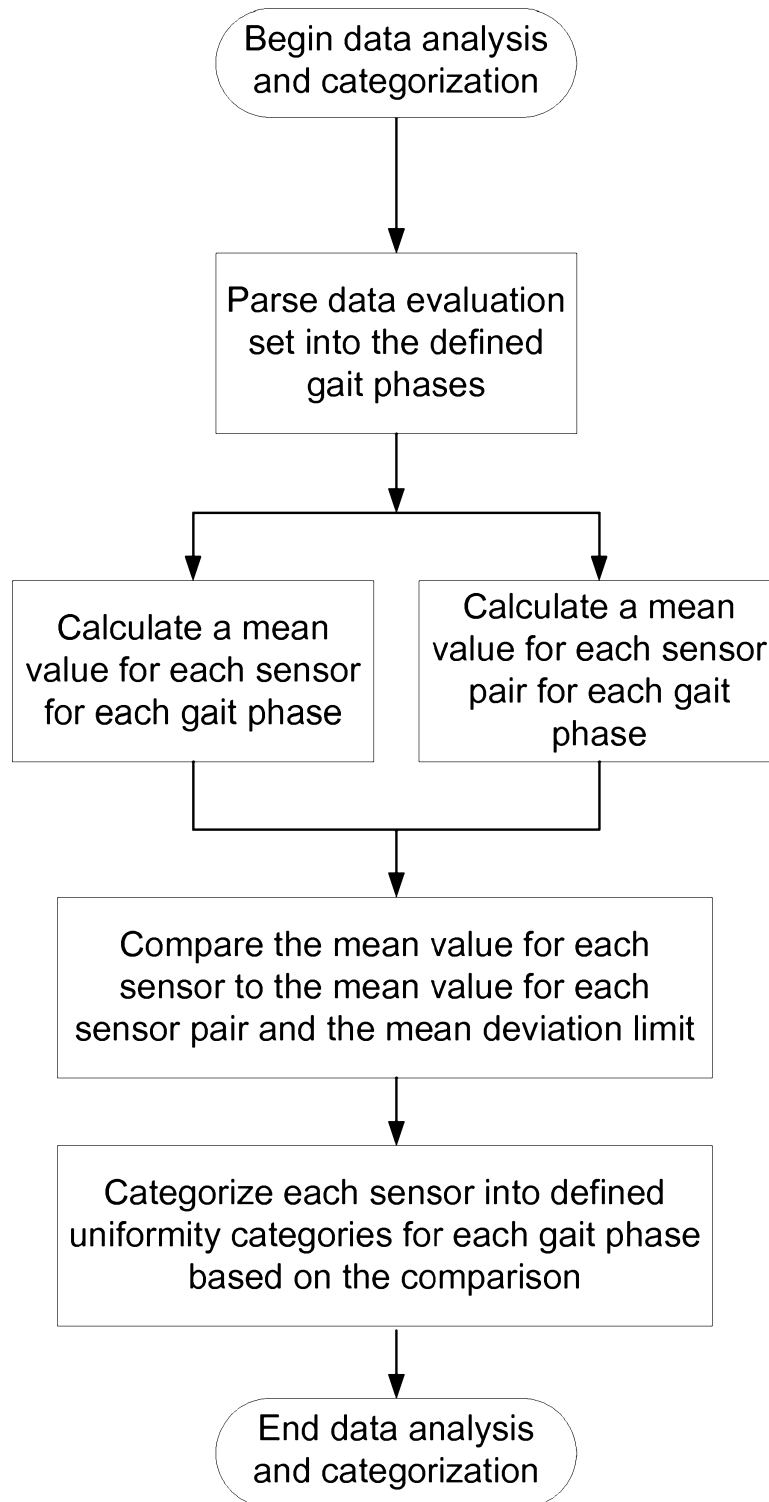 Begin data analysis
and categorization
Parse data evaluation
set into the defined
gait phases
Calculate a mean
value for each sensor
for each gait phase
Calculate a mean
value for each sensor
pair for each gait
phase
Compare the mean value for each
sensor to the mean value for each
sensor pair and the mean deviation limit
Categorize each sensor into defined
uniformity categories for each gait phase
based on the comparison
End data analysis
and categorization